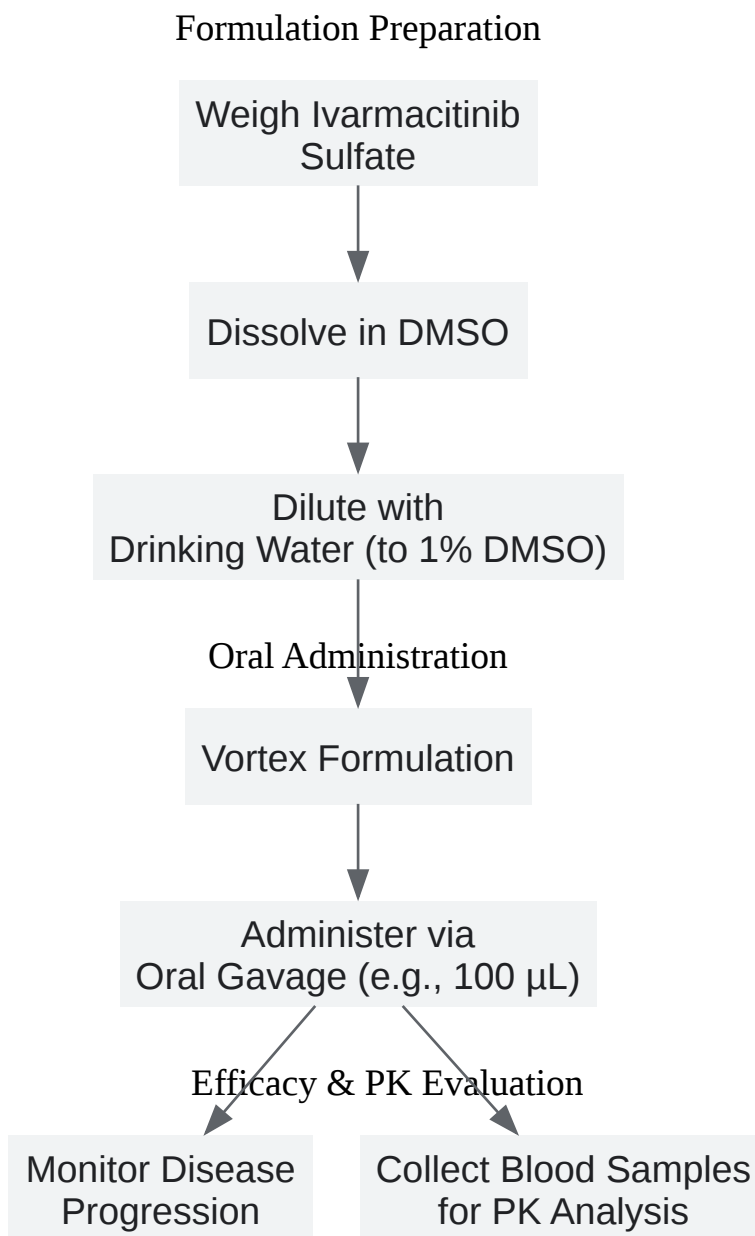 Formulation Preparation
Weigh Ivarmacitinib
Sulfate
Dissolve in DMSO
Dilute with
Drinking Water (to 1% DMSO)
Oral Administration
Vortex Formulation
Administer via
Oral Gavage (e.g., 100 µL)
Efficacy & PK Evaluation
Monitor Disease
Progression
Collect Blood Samples
for PK Analysis